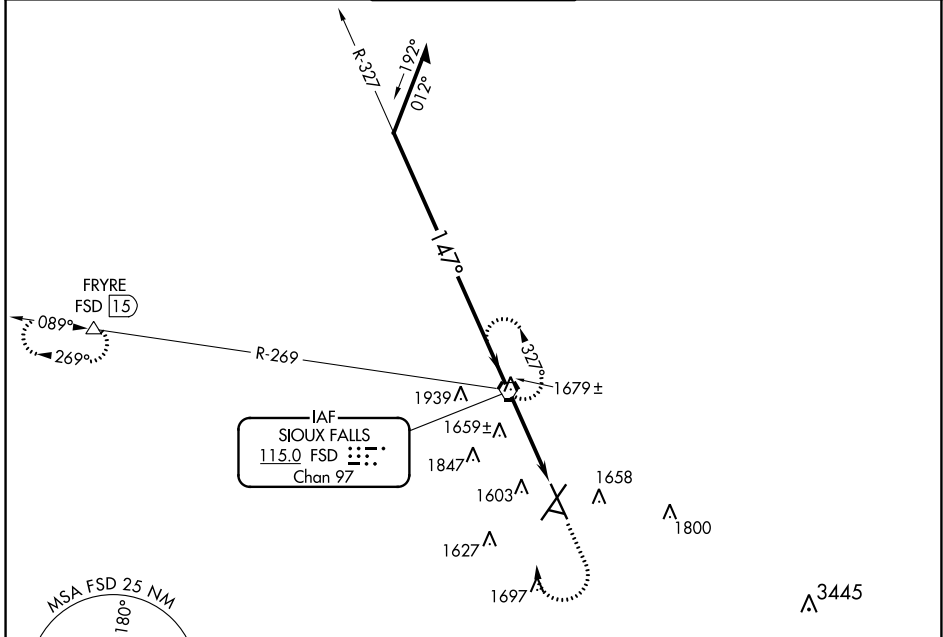 R-327
192°
012°
147°
FRYRE
FSD 15
089°
269°
R-269
327°
1939
1679±
IAF
SIOUX FALLS
115.0 FSD
Chan 97
1659±
1847
1603
1658
1800
1627
1697
3445
MSA FSD 25 NM
180°